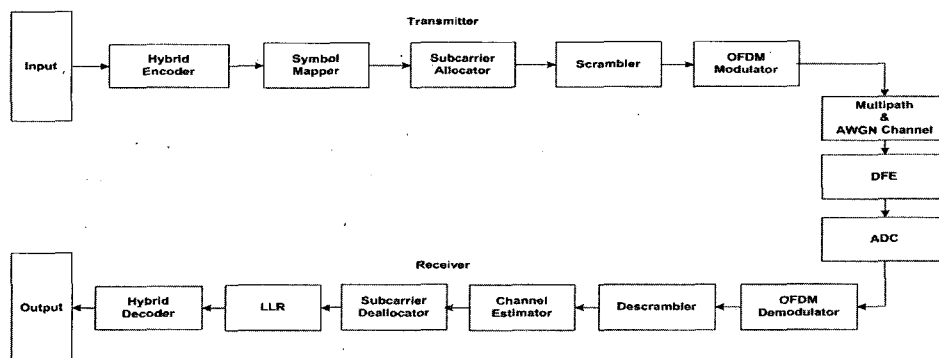 Transmitter
Input
Hybrid
Encoder
Symbol
Mapper
Subcarrier
Allocator
Scrambler
OFDM
Modulator
Multipath
&
AWGN Channel
DFE
ADC
Receiver
OFDM
Demodulator
Descrambler
Channel
Estimator
Subcarrier
Deallocator
LLR
Hybrid
Decoder
Output